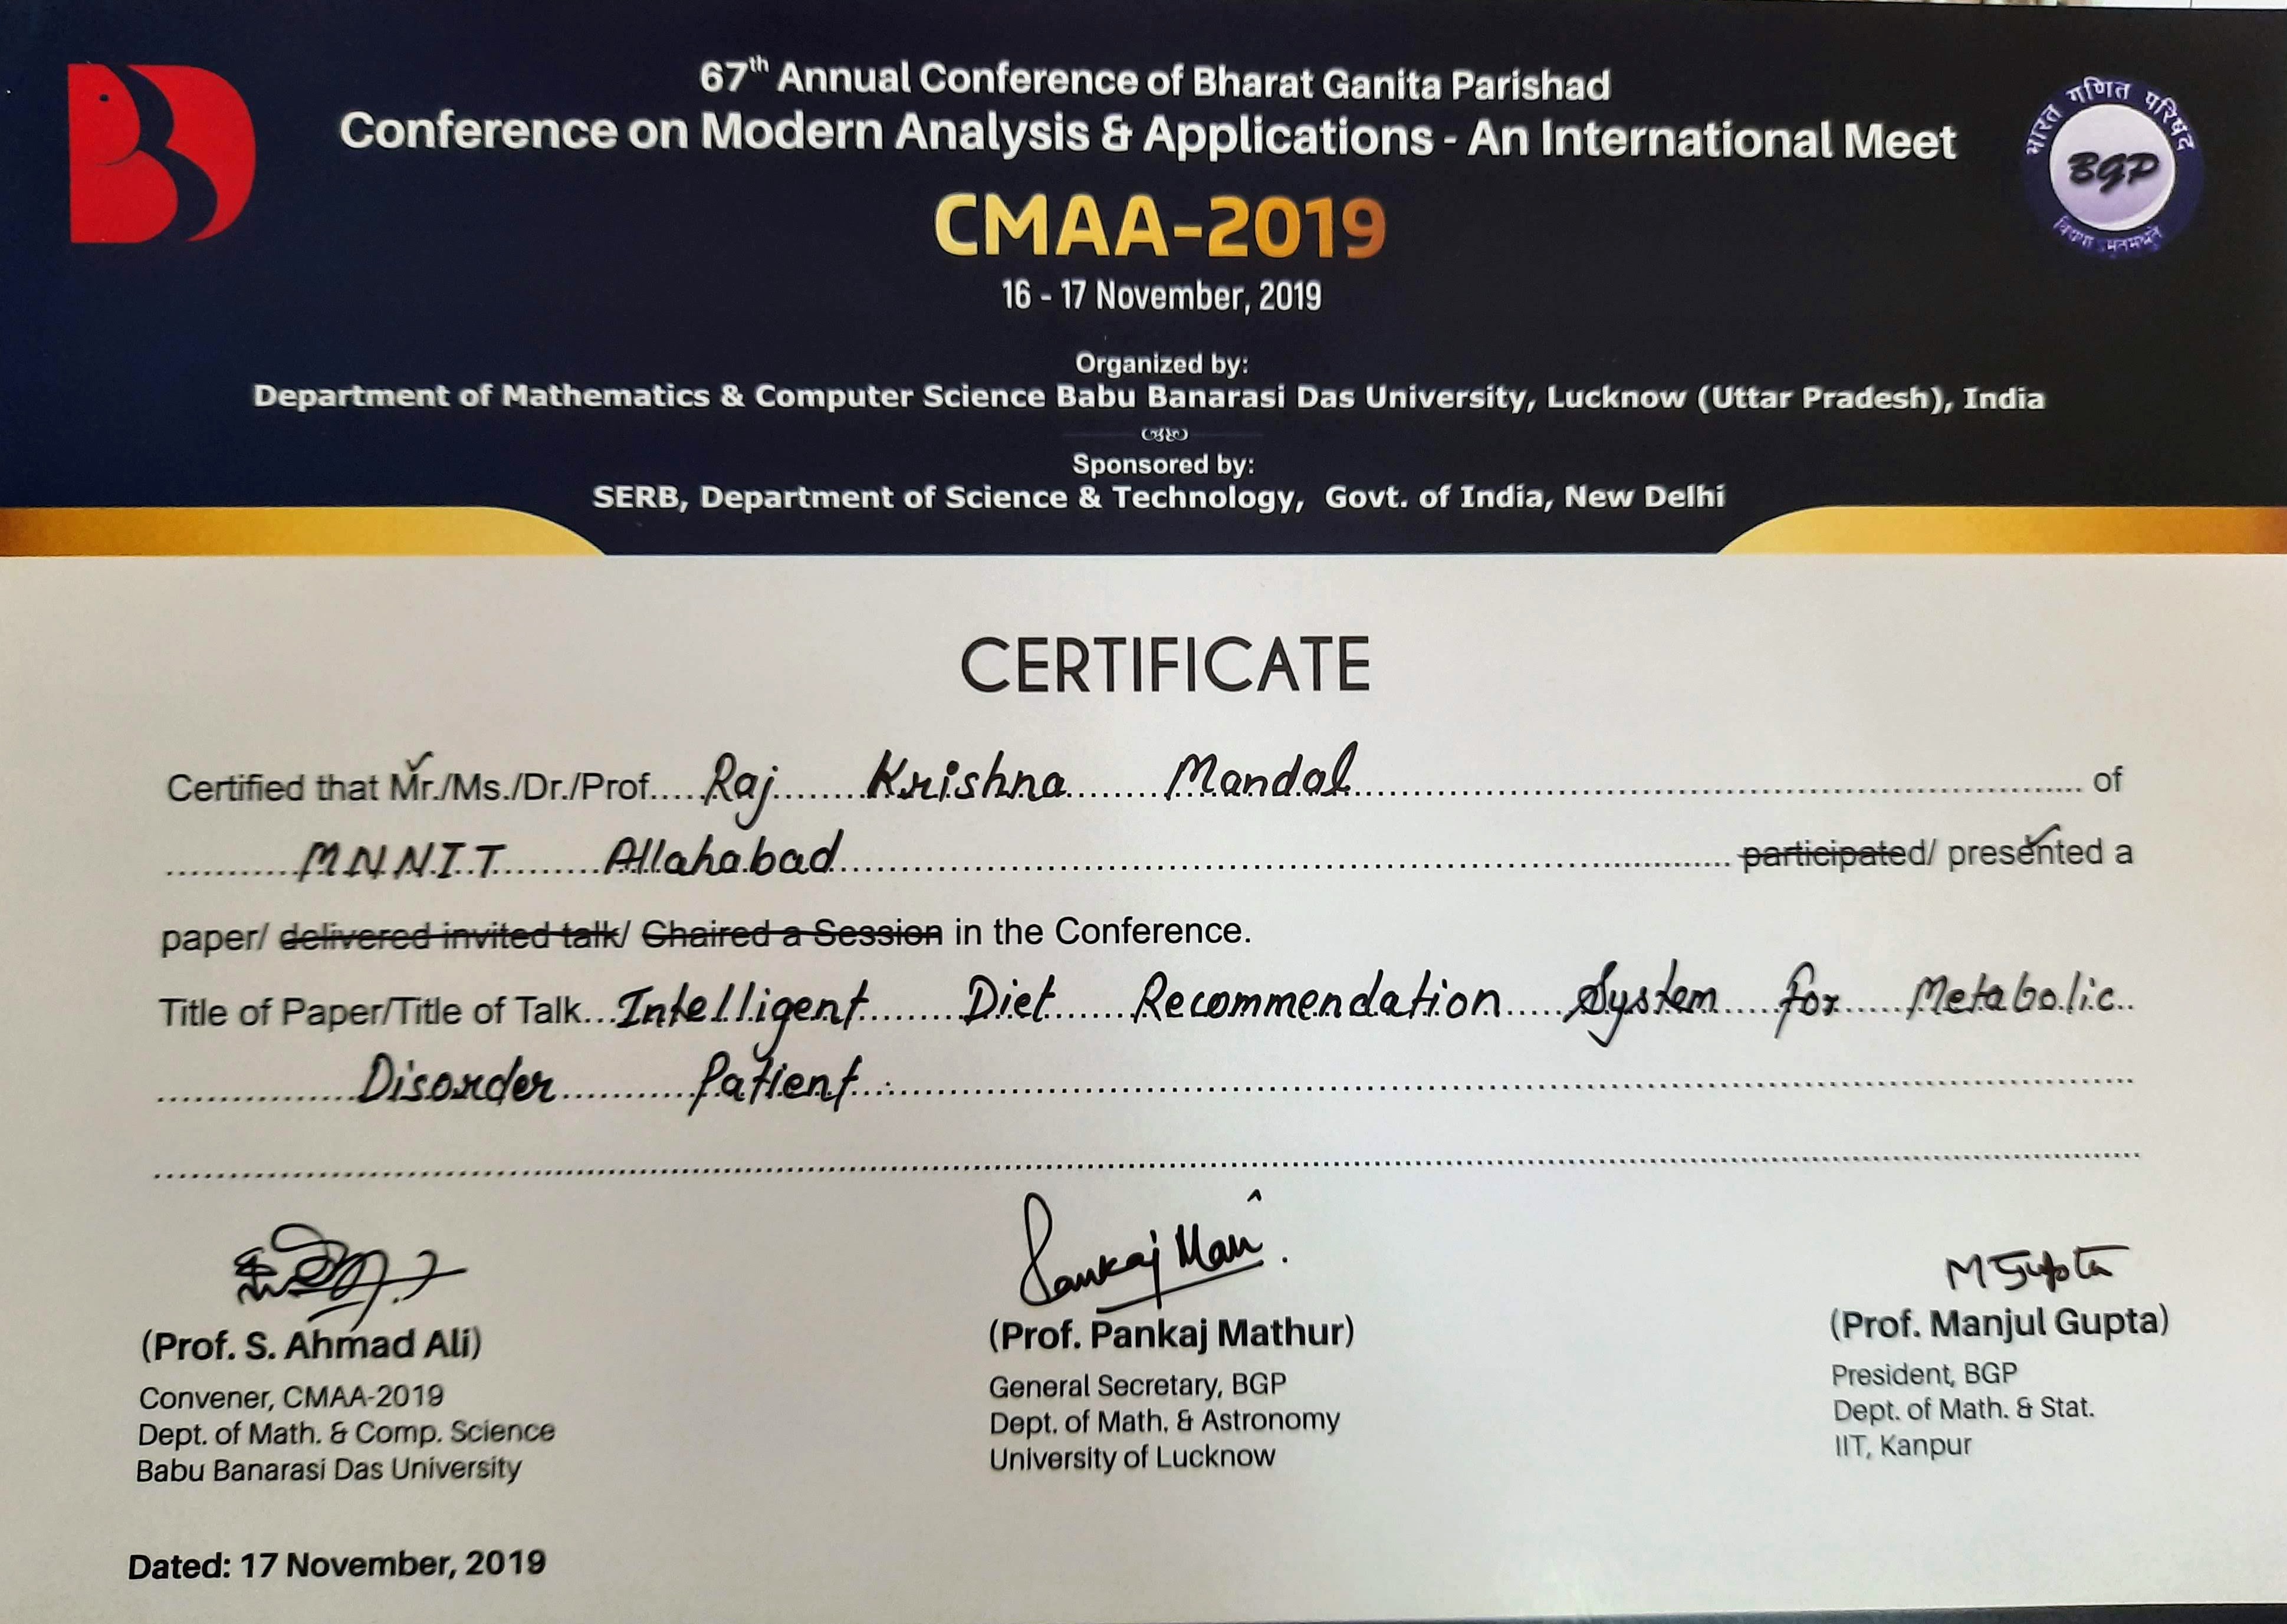 67th Annual Conference of Bharat Ganita Parishad
Conference on Modern Analysis & Applications - An International Meet
भारत गणित परिषद
BGP
CMAA-2019
16 - 17 November, 2019
Organized by:
Department of Mathematics & Computer Science Babu Banarasi Das University, Lucknow (Uttar Pradesh), India
Sponsored by:
SERB, Department of Science & Technology, Govt. of India, New Delhi
CERTIFICATE
Certified that Mr./Ms./Dr./Prof..... Raj Krishna Mandal ..... of
..... M.N.N.I.T. Allahabad ..... participated/ presented a
paper/ delivered invited talk/ Chaired a Session in the Conference.
Title of Paper/Title of Talk... Intelligent Diet Recommendation System for Metabolic
Disorder Patient
Pankaj
M Gupta
(Prof. S. Ahmad Ali)
Convener, CMAA-2019
Dept. of Math. & Comp. Science
Babu Banarasi Das University
(Prof. Pankaj Mathur)
General Secretary, BGP
Dept. of Math. & Astronomy
University of Lucknow
(Prof. Manjul Gupta)
President, BGP
Dept. of Math. & Stat.
IIT, Kanpur
Dated: 17 November, 2019